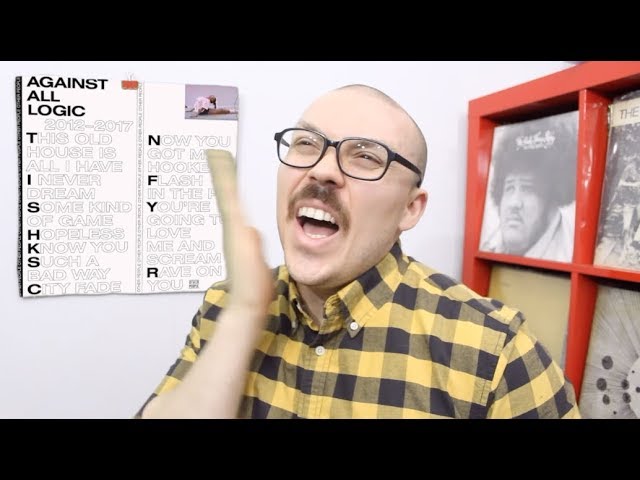 AGAINST
ALL
LOGIC
2012–2017
THIS OLD
HOUSE IS
ALL I HAVE
I NEVER
DREAM
SOME KIND
OF GAME
HOPELESS
KNOW YOU
SUCH A
BAD WAY
CITY FADE
NOW YOU
GOT
FLASH
IN THE
YOU'RE
GOING
LOVE
ME AND
SCREAM
RAVE ON
YOU
THE